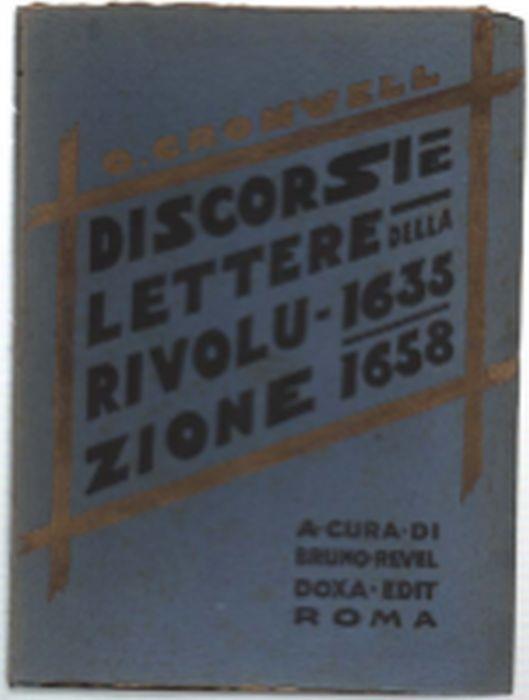 O. CROMWELL
DISCORSI E
LETTERE DELLA
RIVOLU- 1635
ZIONE 1658
A·CURA·DI
BRUNO·REVEL
DOXA·EDIT
ROMA